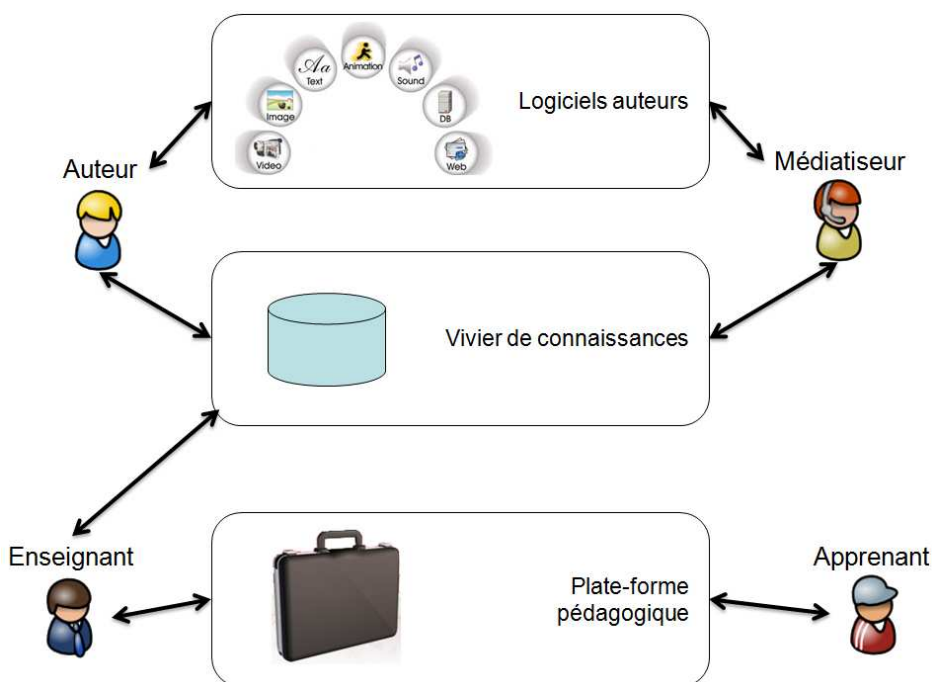 Animation
Aa
Text
Sound
Image
DB
Logiciels auteurs
Video
Web
Auteur
Médiatiseur
Vivier de connaissances
Enseignant
Apprenant
Plate-forme
pédagogique